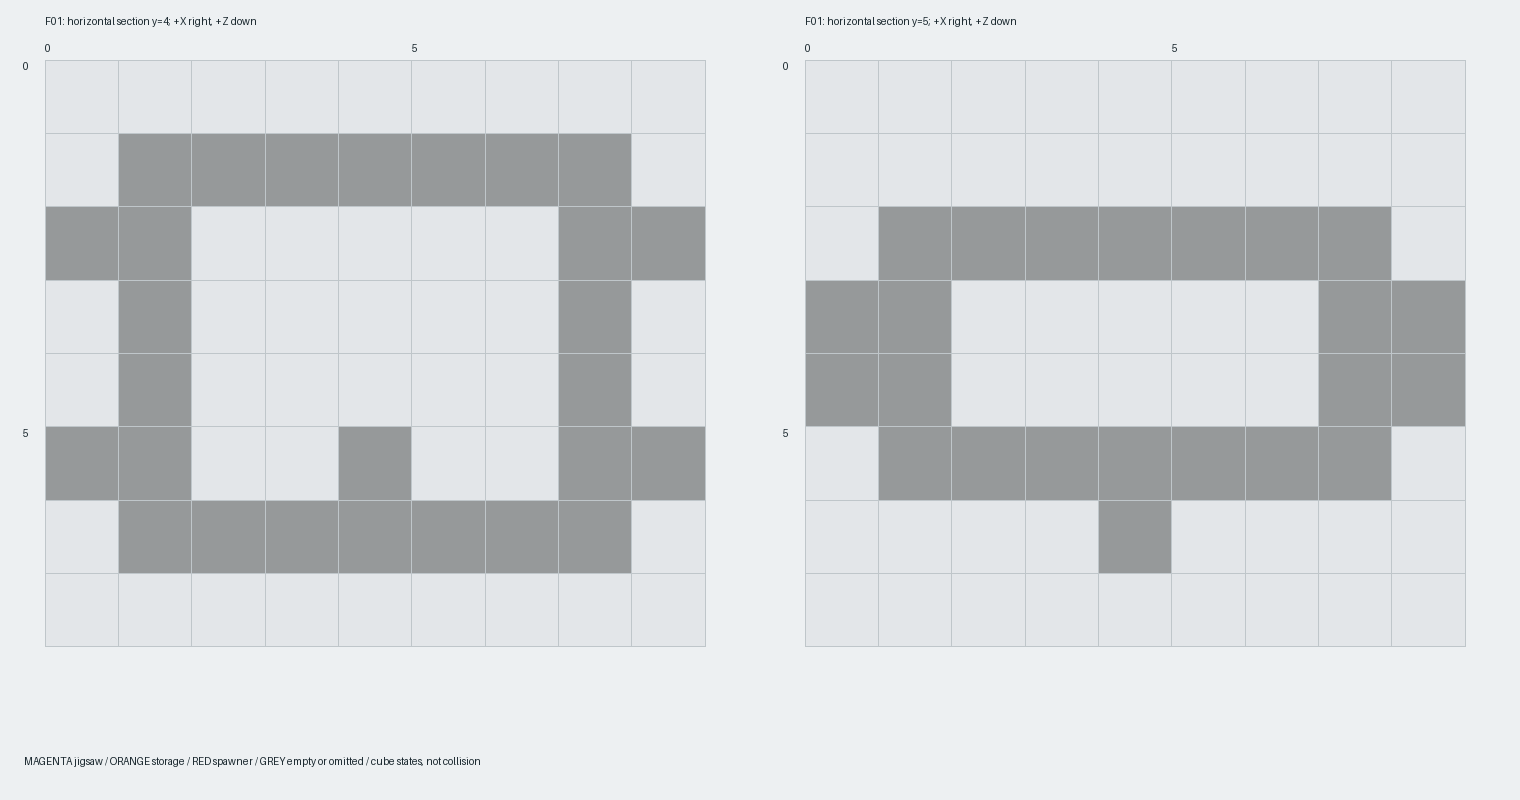 F01: horizontal section y=4; +X right, +Z down
F01: horizontal section y=5; +X right, +Z down
0 5
0 5
0
0
5
5
MAGENTA jigsaw / ORANGE storage / RED spawner / GREY empty or omitted / cube states, not collision